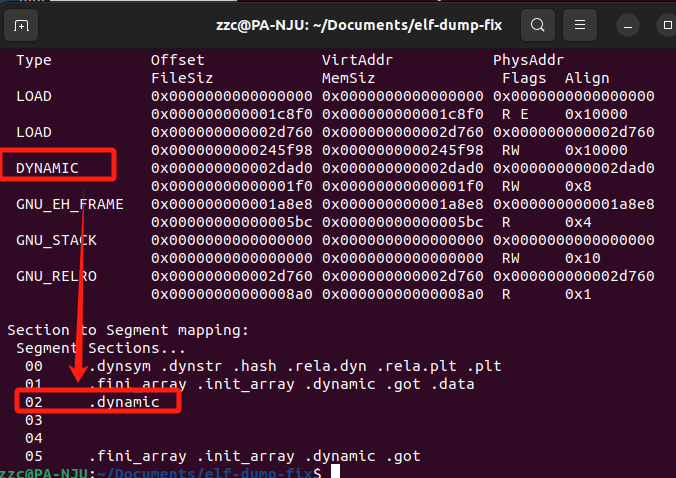 zzc@PA-NJU: ~/Documents/elf-dump-fix
Type Offset VirtAddr PhysAddr
FileSiz MemSiz Flags Align
LOAD 0x0000000000000000 0x0000000000000000 0x0000000000000000
0x000000000001c8f0 0x000000000001c8f0 R E 0x10000
LOAD 0x000000000002d760 0x000000000002d760 0x000000000002d760
0x0000000000245f98 0x0000000000245f98 RW 0x10000
DYNAMIC 0x000000000002dad0 0x000000000002dad0 0x000000000002dad0
0x00000000000001f0 0x00000000000001f0 RW 0x8
GNU_EH_FRAME 0x000000000001a8e8 0x000000000001a8e8 0x000000000001a8e8
0x00000000000005bc 0x00000000000005bc R 0x4
GNU_STACK 0x0000000000000000 0x0000000000000000 0x0000000000000000
0x0000000000000000 0x0000000000000000 RW 0x10
GNU_RELRO 0x000000000002d760 0x000000000002d760 0x000000000002d760
0x00000000000008a0 0x00000000000008a0 R 0x1
Section to Segment mapping:
Segment Sections...
00 .dynsym .dynstr .hash .rela.dyn .rela.plt .plt
01 .fini_array .init_array .dynamic .got .data
02 .dynamic
03
04
05 .fini_array .init_array .dynamic .got
zzc@PA-NJU:~/Documents/elf-dump-fix$